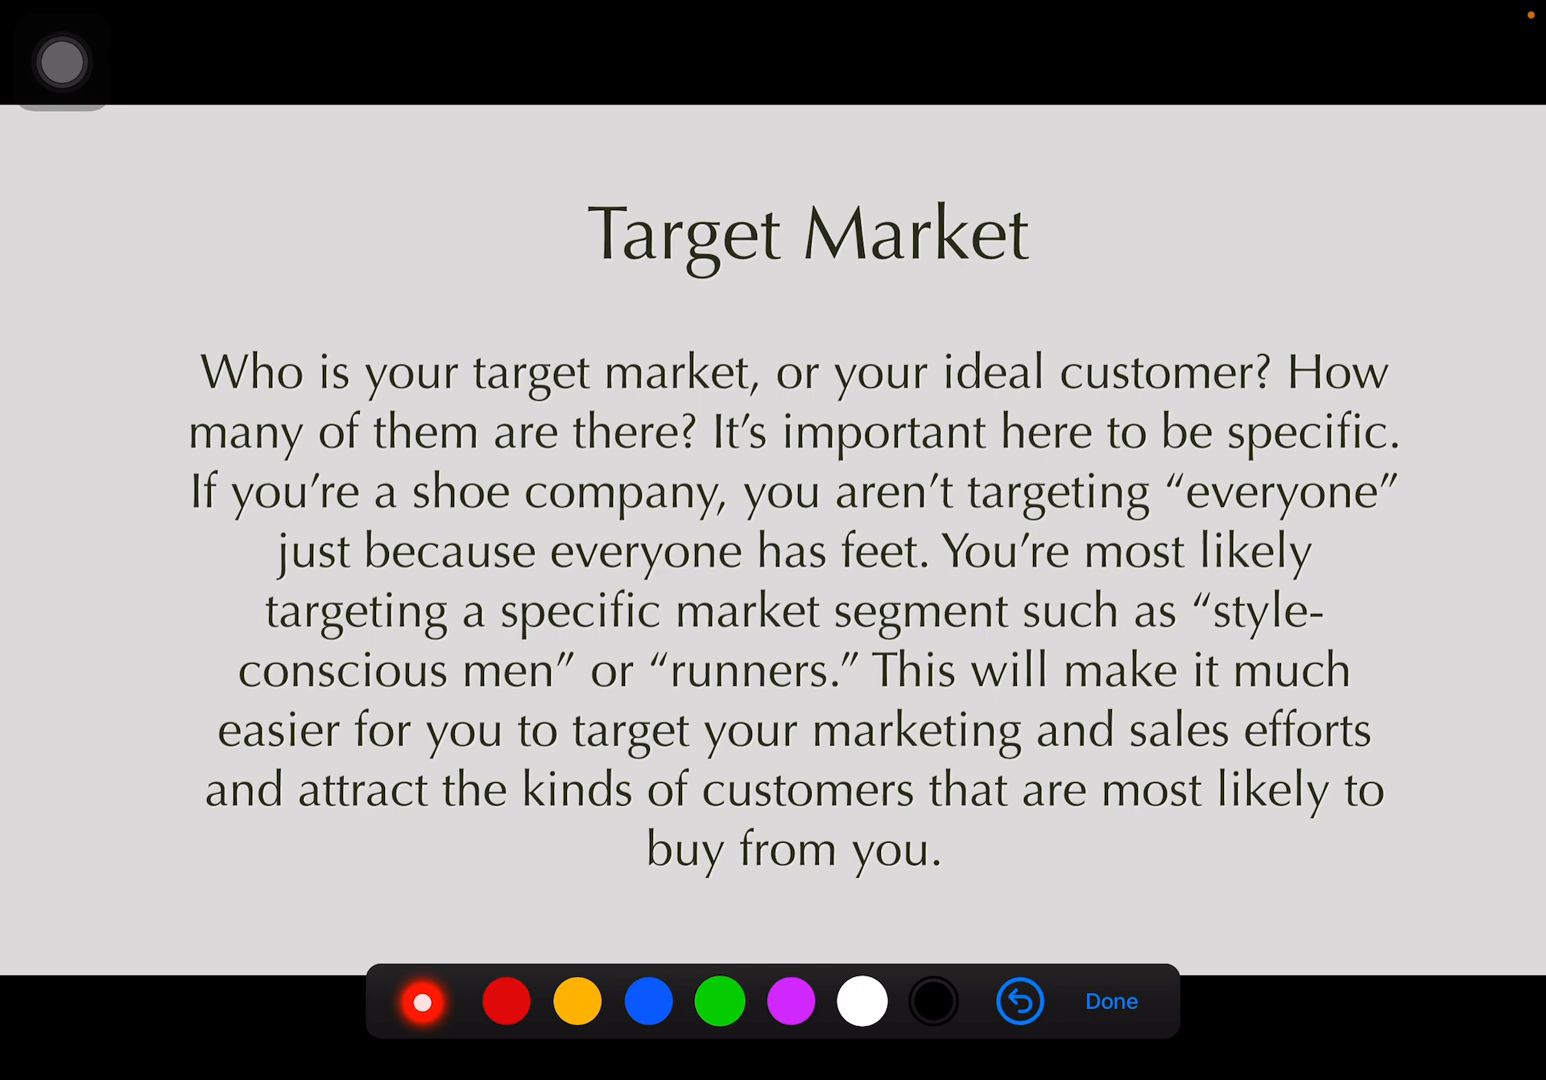 Target Market
Who is your target market, or your ideal customer? How
many of them are there? It’s important here to be specific.
If you’re a shoe company, you aren’t targeting “everyone”
just because everyone has feet. You’re most likely
targeting a specific market segment such as “style-
conscious men” or “runners.” This will make it much
easier for you to target your marketing and sales efforts
and attract the kinds of customers that are most likely to
buy from you.
Done